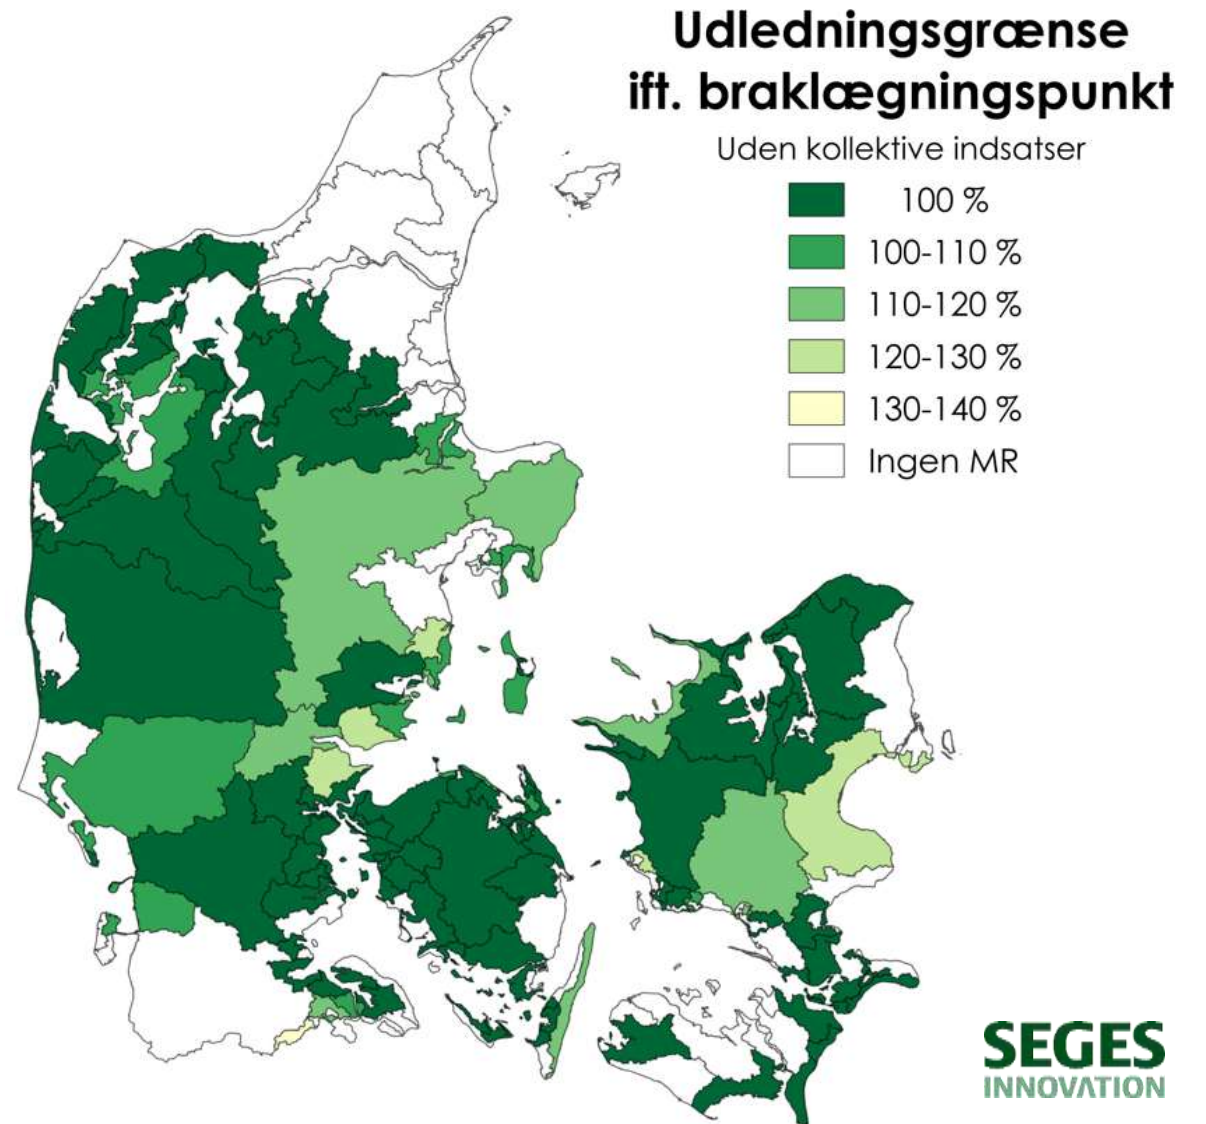 Udledningsgrænse
ift. braklægningspunkt
Uden kollektive indsatser
100 %
100-110 %
110-120 %
120-130 %
130-140 %
Ingen MR
SEGES
INNOVATION